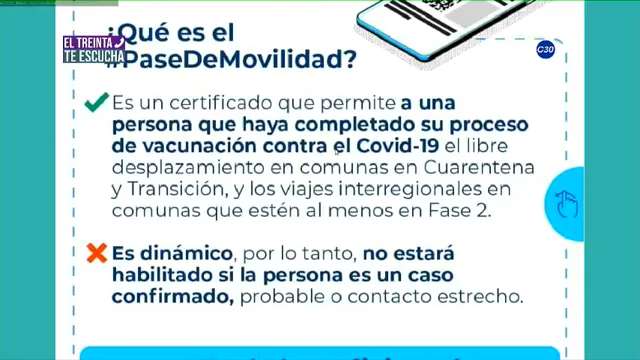 EL TREINTA
TE ESCUCHA
¿Qué es el
#PaseDeMovilidad?
C30
Es un certificado que permite a una
persona que haya completado su proceso
de vacunación contra el Covid-19 el libre
desplazamiento en comunas en Cuarentena
y Transición, y los viajes interregionales en
comunas que estén al menos en Fase 2.
Es dinámico, por lo tanto, no estará
habilitado si la persona es un caso
confirmado, probable o contacto estrecho.